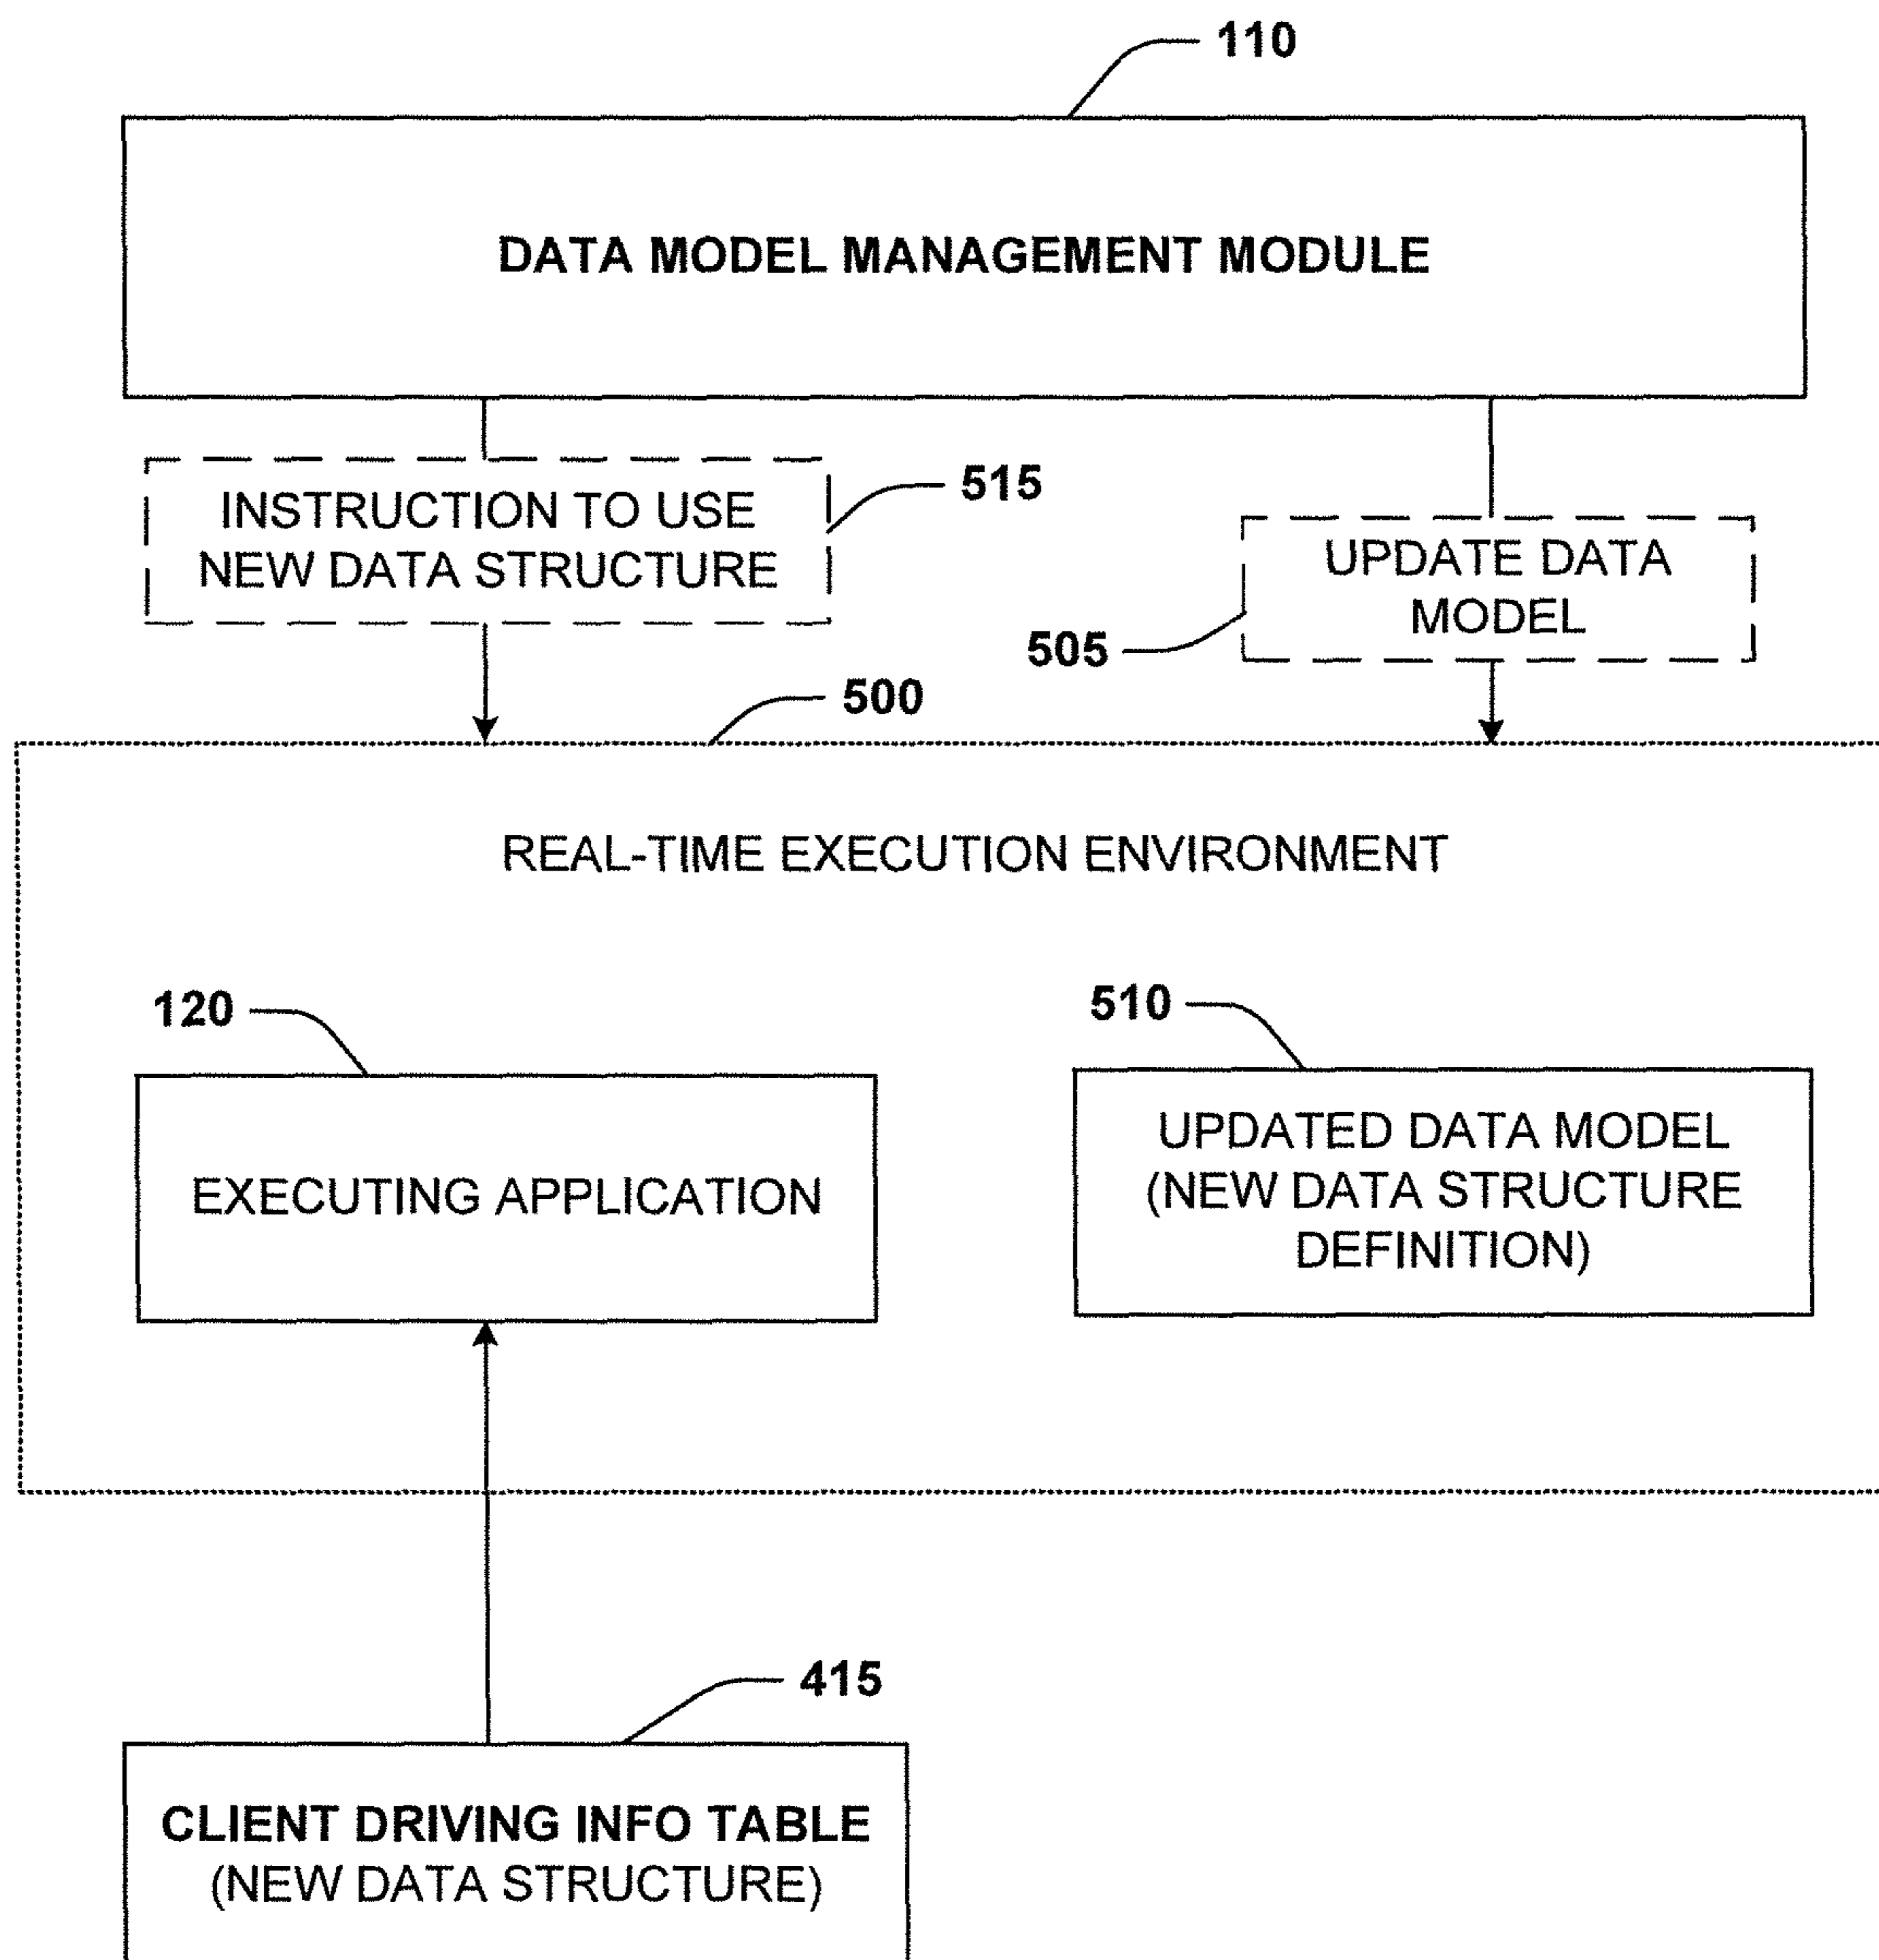 110
DATA MODEL MANAGEMENT MODULE
INSTRUCTION TO USE
NEW DATA STRUCTURE
515
UPDATE DATA
MODEL
505
500
REAL-TIME EXECUTION ENVIRONMENT
120
510
EXECUTING APPLICATION
UPDATED DATA MODEL
(NEW DATA STRUCTURE
DEFINITION)
415
CLIENT DRIVING INFO TABLE
(NEW DATA STRUCTURE)